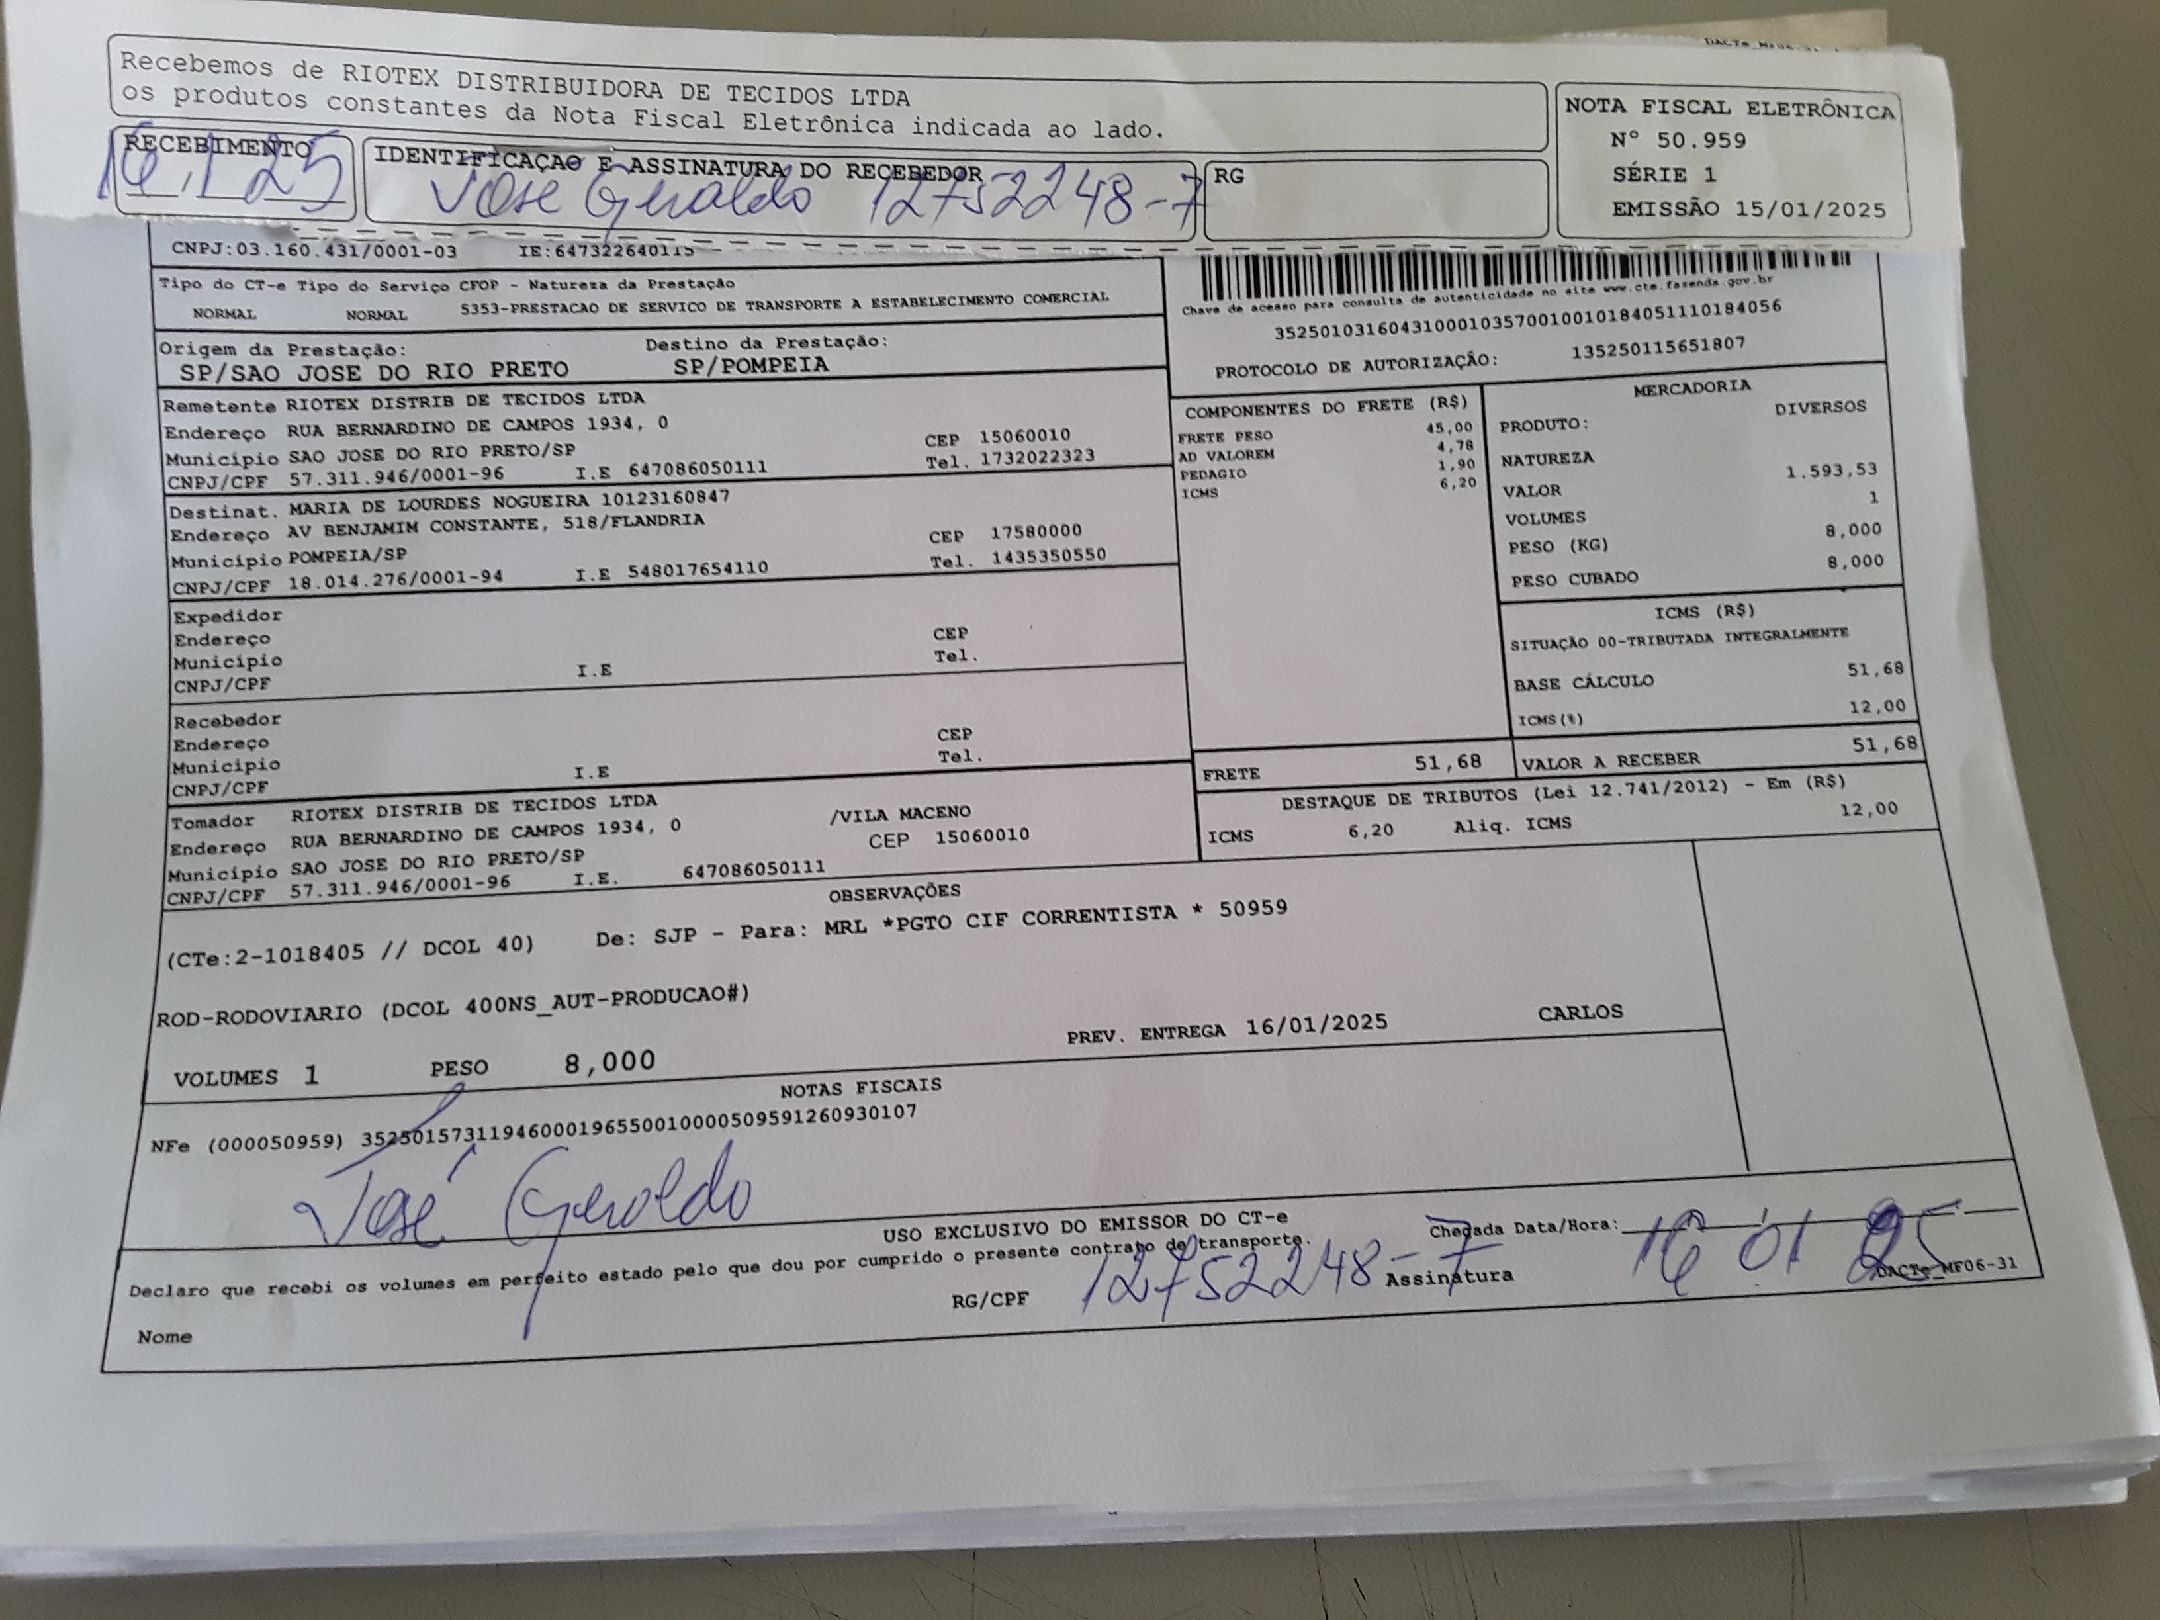 DACTe_MF06-31
Recebemos de RIOTEX DISTRIBUIDORA DE TECIDOS LTDA
os produtos constantes da Nota Fiscal Eletrônica indicada ao lado.
NOTA FISCAL ELETRÔNICA
Nº 50.959
SÉRIE 1
EMISSÃO 15/01/2025
RECEBIMENTO
16.1.25
IDENTIFICAÇAO E ASSINATURA DO RECEBEDOR
José Geraldo 12752248-7
RG
CNPJ:03.160.431/0001-03 IE:647322640115
Tipo do CT-e Tipo do Serviço CFOP - Natureza da Prestação
NORMAL NORMAL 5353-PRESTACAO DE SERVICO DE TRANSPORTE A ESTABELECIMENTO COMERCIAL
Chave de acesso para consulta de autenticidade no site www.cte.fazenda.gov.br
35250103160431000103570010010184051110184056
PROTOCOLO DE AUTORIZAÇÃO: 135250115651807
Origem da Prestação: Destino da Prestação:
SP/SAO JOSE DO RIO PRETO SP/POMPEIA
Remetente RIOTEX DISTRIB DE TECIDOS LTDA
Endereço RUA BERNARDINO DE CAMPOS 1934, 0
Município SAO JOSE DO RIO PRETO/SP CEP 15060010
CNPJ/CPF 57.311.946/0001-96 I.E 647086050111 Tel. 1732022323
Destinat. MARIA DE LOURDES NOGUEIRA 10123160847
Endereço AV BENJAMIM CONSTANTE, 518/FLANDRIA
Município POMPEIA/SP CEP 17580000
CNPJ/CPF 18.014.276/0001-94 I.E 548017654110 Tel. 1435350550
Expedidor
Endereço
Município CEP
CNPJ/CPF I.E Tel.
Recebedor
Endereço
Município CEP
CNPJ/CPF I.E Tel.
Tomador RIOTEX DISTRIB DE TECIDOS LTDA
Endereço RUA BERNARDINO DE CAMPOS 1934, 0 /VILA MACENO
Município SAO JOSE DO RIO PRETO/SP CEP 15060010
CNPJ/CPF 57.311.946/0001-96 I.E. 647086050111
COMPONENTES DO FRETE (R$)
FRETE PESO 45,00
AD VALOREM 4,78
PEDAGIO 1,90
ICMS 6,20
MERCADORIA
PRODUTO: DIVERSOS
NATUREZA
VALOR 1.593,53
VOLUMES 1
PESO (KG) 8,000
PESO CUBADO 8,000
ICMS (R$)
SITUAÇÃO 00-TRIBUTADA INTEGRALMENTE
BASE CÁLCULO 51,68
ICMS(%) 12,00
FRETE 51,68 VALOR A RECEBER 51,68
DESTAQUE DE TRIBUTOS (Lei 12.741/2012) - Em (R$)
ICMS 6,20 Aliq. ICMS 12,00
OBSERVAÇÕES
(CTe:2-1018405 // DCOL 40) De: SJP - Para: MRL *PGTO CIF CORRENTISTA * 50959
ROD-RODOVIARIO (DCOL 400NS_AUT-PRODUCAO#)
PREV. ENTREGA 16/01/2025 CARLOS
VOLUMES 1 PESO 8,000
NOTAS FISCAIS
NFe (000050959) 35250157311946000196550010000509591260930107
José Geraldo
USO EXCLUSIVO DO EMISSOR DO CT-e
Declaro que recebi os volumes em perfeito estado pelo que dou por cumprido o presente contrato de transporte.
Chegada Data/Hora: 16 01 25
Nome RG/CPF 12752248-7 Assinatura
DACTe_MF06-31